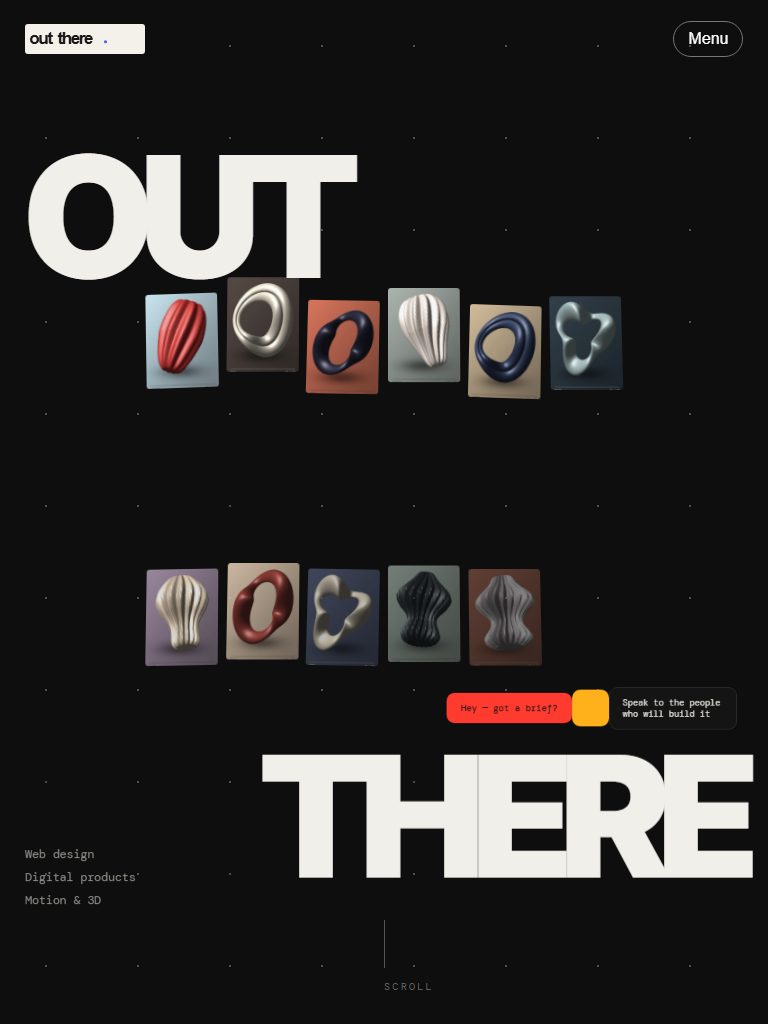 out there .
Menu
OUT
Hey — got a brief?
Speak to the people
who will build it
THERE
Web design
Digital products
Motion & 3D
SCROLL